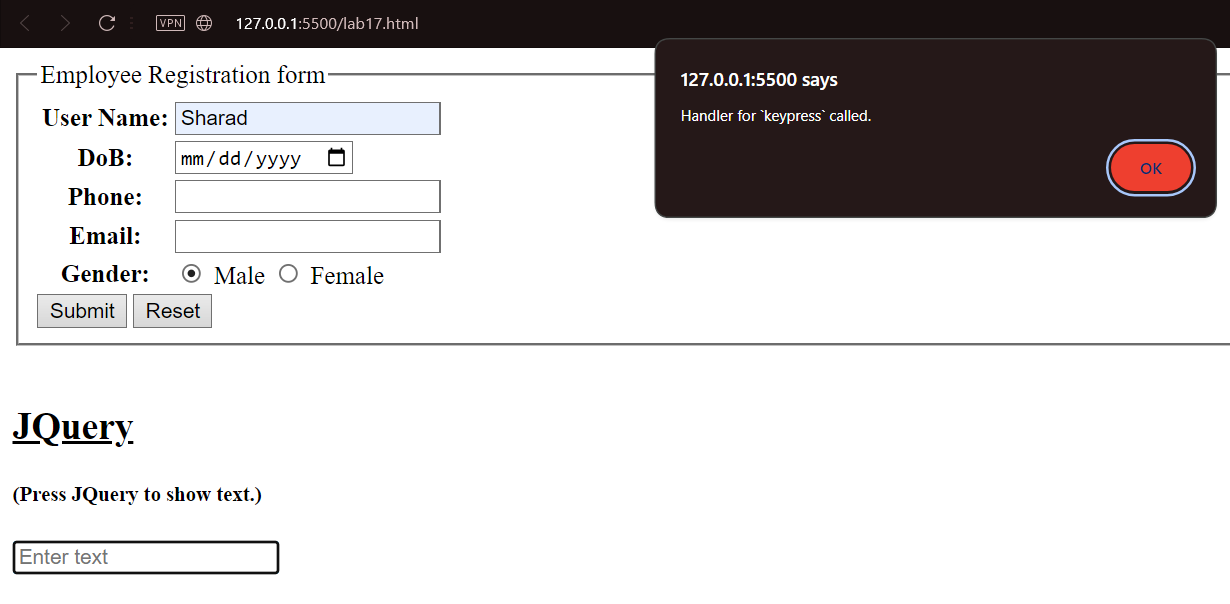 VPN 127.0.0.1:5500/lab17.html
127.0.0.1:5500 says
Handler for `keypress` called.
OK
Employee Registration form
User Name: Sharad
DoB: mm/dd/yyyy
Phone:
Email:
Gender: Male Female
Submit Reset
JQuery
(Press JQuery to show text.)
Enter text